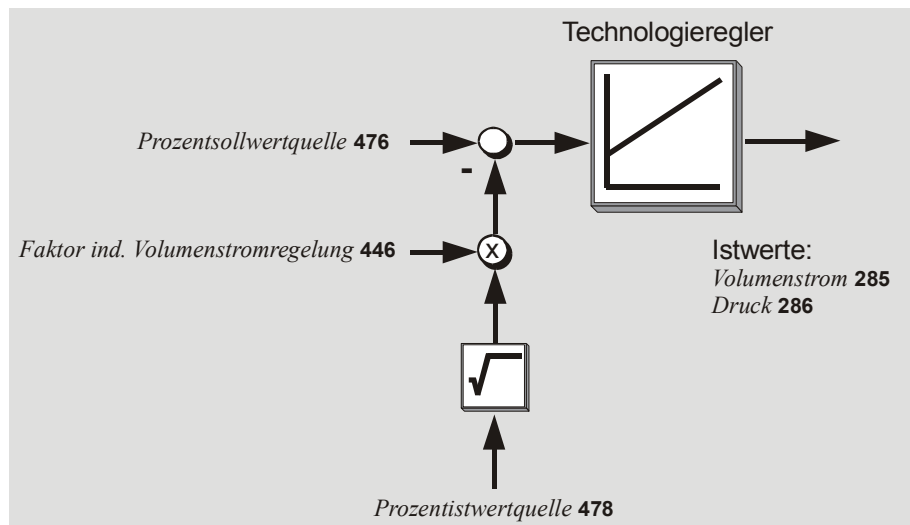 Technologieregler
Prozentsollwertquelle 476
-
Faktor ind. Volumenstromregelung 446
X
Istwerte:
Volumenstrom 285
Druck 286
√
Prozentistwertquelle 478